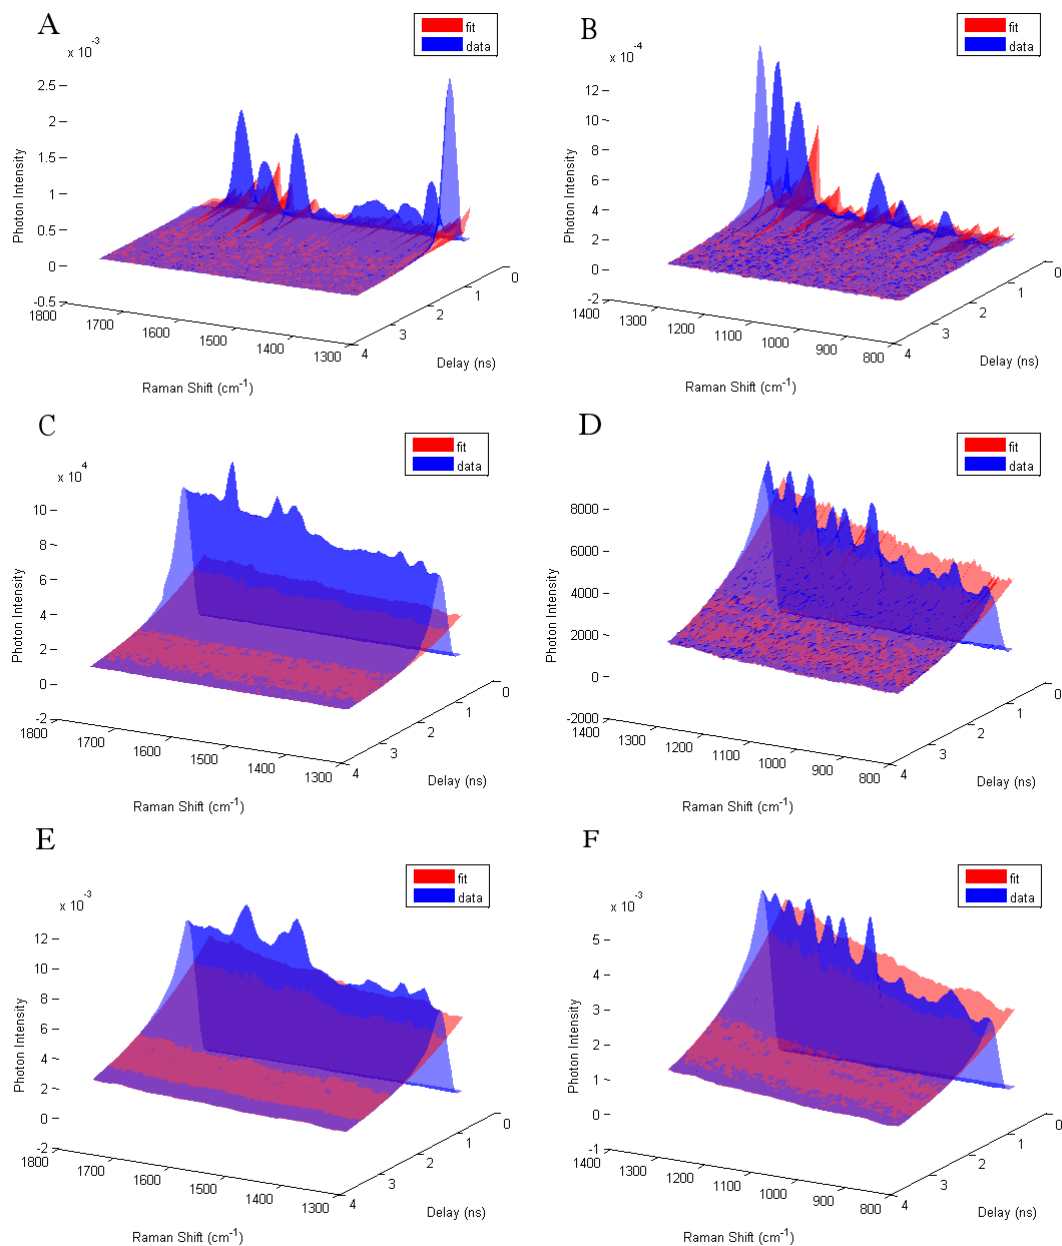 A
fit
data
x 10-3
2.5
2
1.5
1
0.5
0
-0.5
Photon Intensity
1800
1700
1600
1500
1400
1300
Raman Shift (cm-1)
0
1
2
3
4
Delay (ns)
B
fit
data
x 10-4
12
10
8
6
4
2
0
-2
Photon Intensity
1400
1300
1200
1100
1000
900
800
Raman Shift (cm-1)
0
1
2
3
4
Delay (ns)
C
fit
data
x 104
10
8
6
4
2
0
-2
Photon Intensity
1800
1700
1600
1500
1400
1300
Raman Shift (cm-1)
0
1
2
3
4
Delay (ns)
D
fit
data
8000
6000
4000
2000
0
-2000
Photon Intensity
1400
1300
1200
1100
1000
900
800
Raman Shift (cm-1)
0
1
2
3
4
Delay (ns)
E
fit
data
x 10-3
12
10
8
6
4
2
0
-2
Photon Intensity
1800
1700
1600
1500
1400
1300
Raman Shift (cm-1)
0
1
2
3
4
Delay (ns)
F
fit
data
x 10-3
5
4
3
2
1
0
-1
Photon Intensity
1400
1300
1200
1100
1000
900
800
Raman Shift (cm-1)
0
1
2
3
4
Delay (ns)